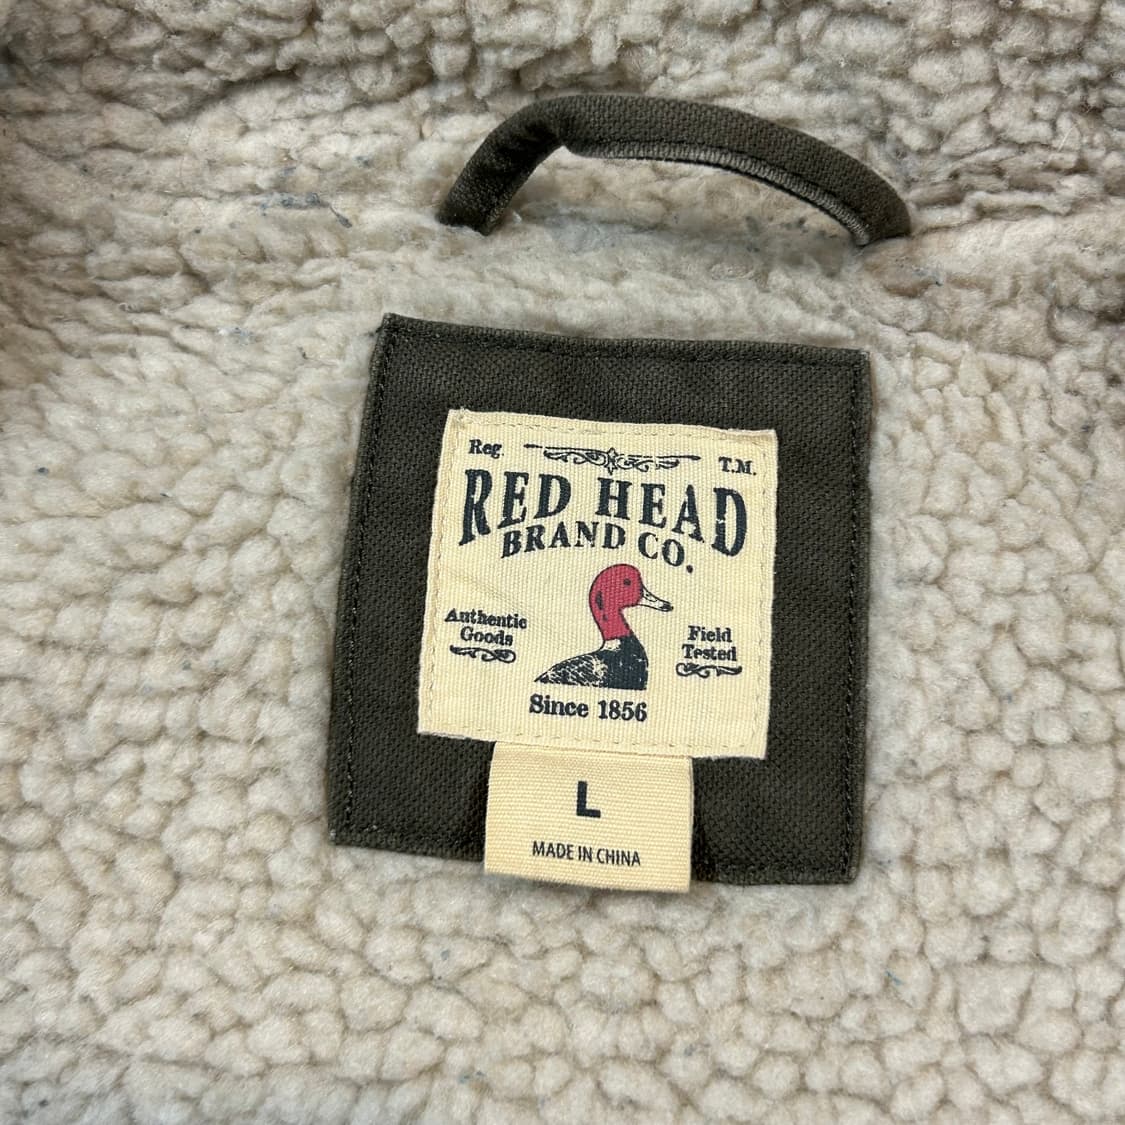 Reg. T.M.
RED HEAD
BRAND CO.
Authentic
Goods
Field
Tested
Since 1856
L
MADE IN CHINA